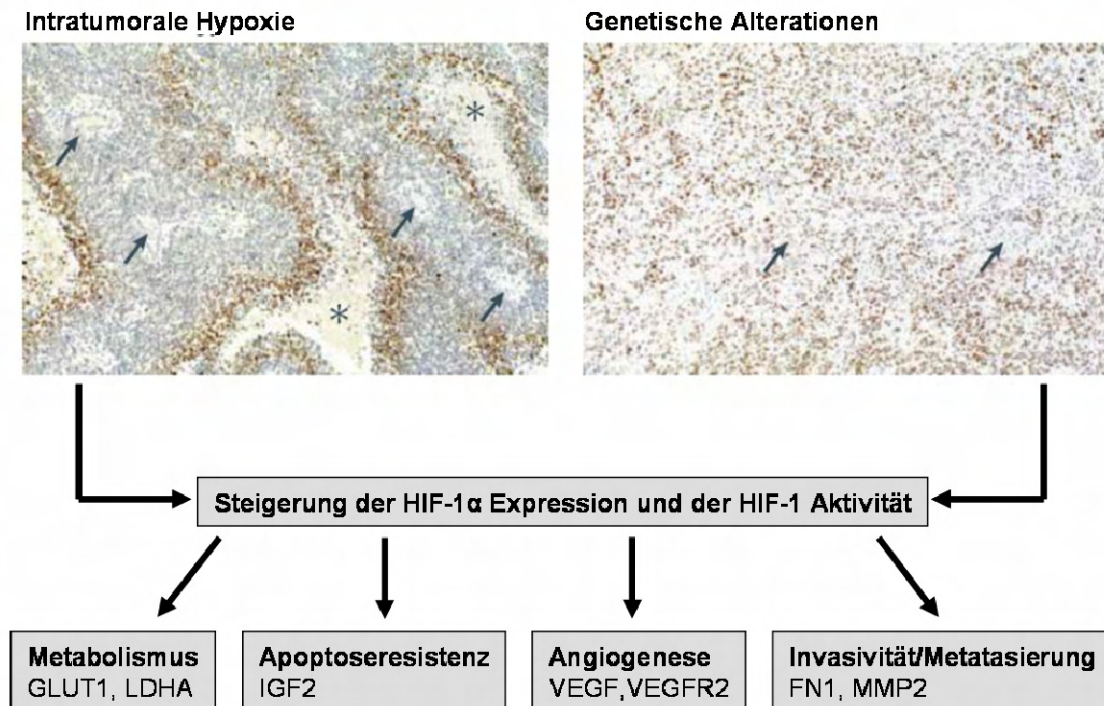 Intratumorale Hypoxie
Genetische Alterationen
*
*
Steigerung der HIF-1α Expression und der HIF-1 Aktivität
Metabolismus
GLUT1, LDHA
Apoptoseresistenz
IGF2
Angiogenese
VEGF,VEGFR2
Invasivität/Metatasierung
FN1, MMP2